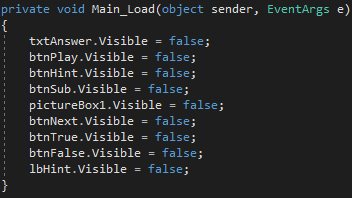 private void Main_Load(object sender, EventArgs e)
{
txtAnswer.Visible = false;
btnPlay.Visible = false;
btnHint.Visible = false;
btnSub.Visible = false;
pictureBox1.Visible = false;
btnNext.Visible = false;
btnTrue.Visible = false;
btnFalse.Visible = false;
lbHint.Visible = false;
}